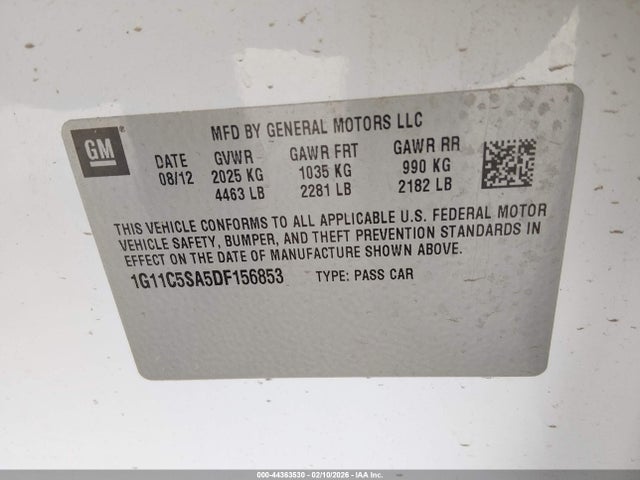 GM
MFD BY GENERAL MOTORS LLC
DATE GVWR GAWR FRT GAWR RR
08/12 2025 KG 1035 KG 990 KG
4463 LB 2281 LB 2182 LB
THIS VEHICLE CONFORMS TO ALL APPLICABLE U.S. FEDERAL MOTOR
VEHICLE SAFETY, BUMPER, AND THEFT PREVENTION STANDARDS IN
EFFECT ON THE DATE OF MANUFACTURE SHOWN ABOVE.
1G11C5SA5DF156853 TYPE: PASS CAR
000-44363530 - 02/10/2026 - IAA Inc.